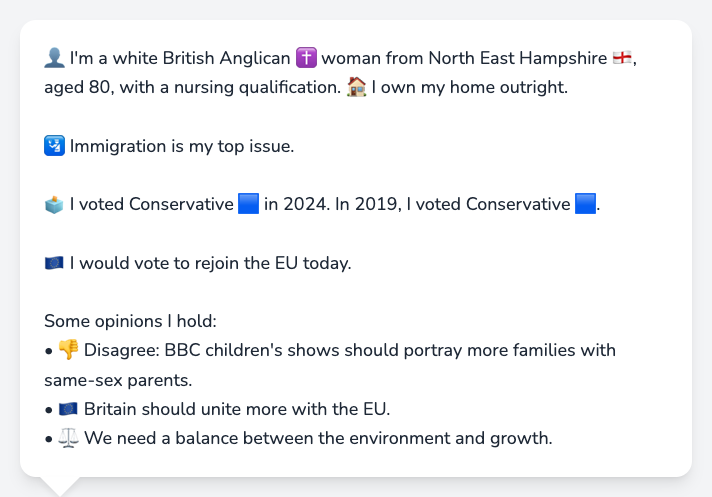 👤 I'm a white British Anglican ✝️ woman from North East Hampshire 🏴󠁧󠁢󠁥󠁮󠁧󠁿,
aged 80, with a nursing qualification. 🏠 I own my home outright.
🛂 Immigration is my top issue.
🗳️ I voted Conservative 🟦 in 2024. In 2019, I voted Conservative 🟦.
🇪🇺 I would vote to rejoin the EU today.
Some opinions I hold:
• 👎 Disagree: BBC children's shows should portray more families with
same-sex parents.
• 🇪🇺 Britain should unite more with the EU.
• ⚖️ We need a balance between the environment and growth.